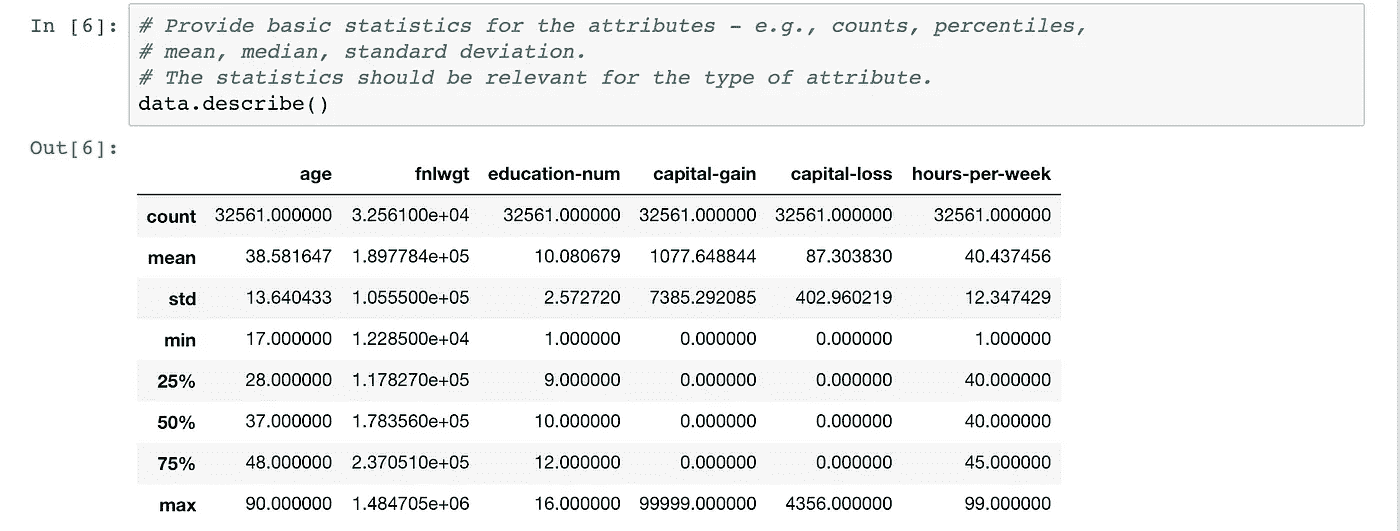 In [6]: # Provide basic statistics for the attributes – e.g., counts, percentiles,
# mean, median, standard deviation.
# The statistics should be relevant for the type of attribute.
data.describe()
Out[6]:
age fnlwgt education-num capital-gain capital-loss hours-per-week
count 32561.000000 3.256100e+04 32561.000000 32561.000000 32561.000000 32561.000000
mean 38.581647 1.897784e+05 10.080679 1077.648844 87.303830 40.437456
std 13.640433 1.055500e+05 2.572720 7385.292085 402.960219 12.347429
min 17.000000 1.228500e+04 1.000000 0.000000 0.000000 1.000000
25% 28.000000 1.178270e+05 9.000000 0.000000 0.000000 40.000000
50% 37.000000 1.783560e+05 10.000000 0.000000 0.000000 40.000000
75% 48.000000 2.370510e+05 12.000000 0.000000 0.000000 45.000000
max 90.000000 1.484705e+06 16.000000 99999.000000 4356.000000 99.000000